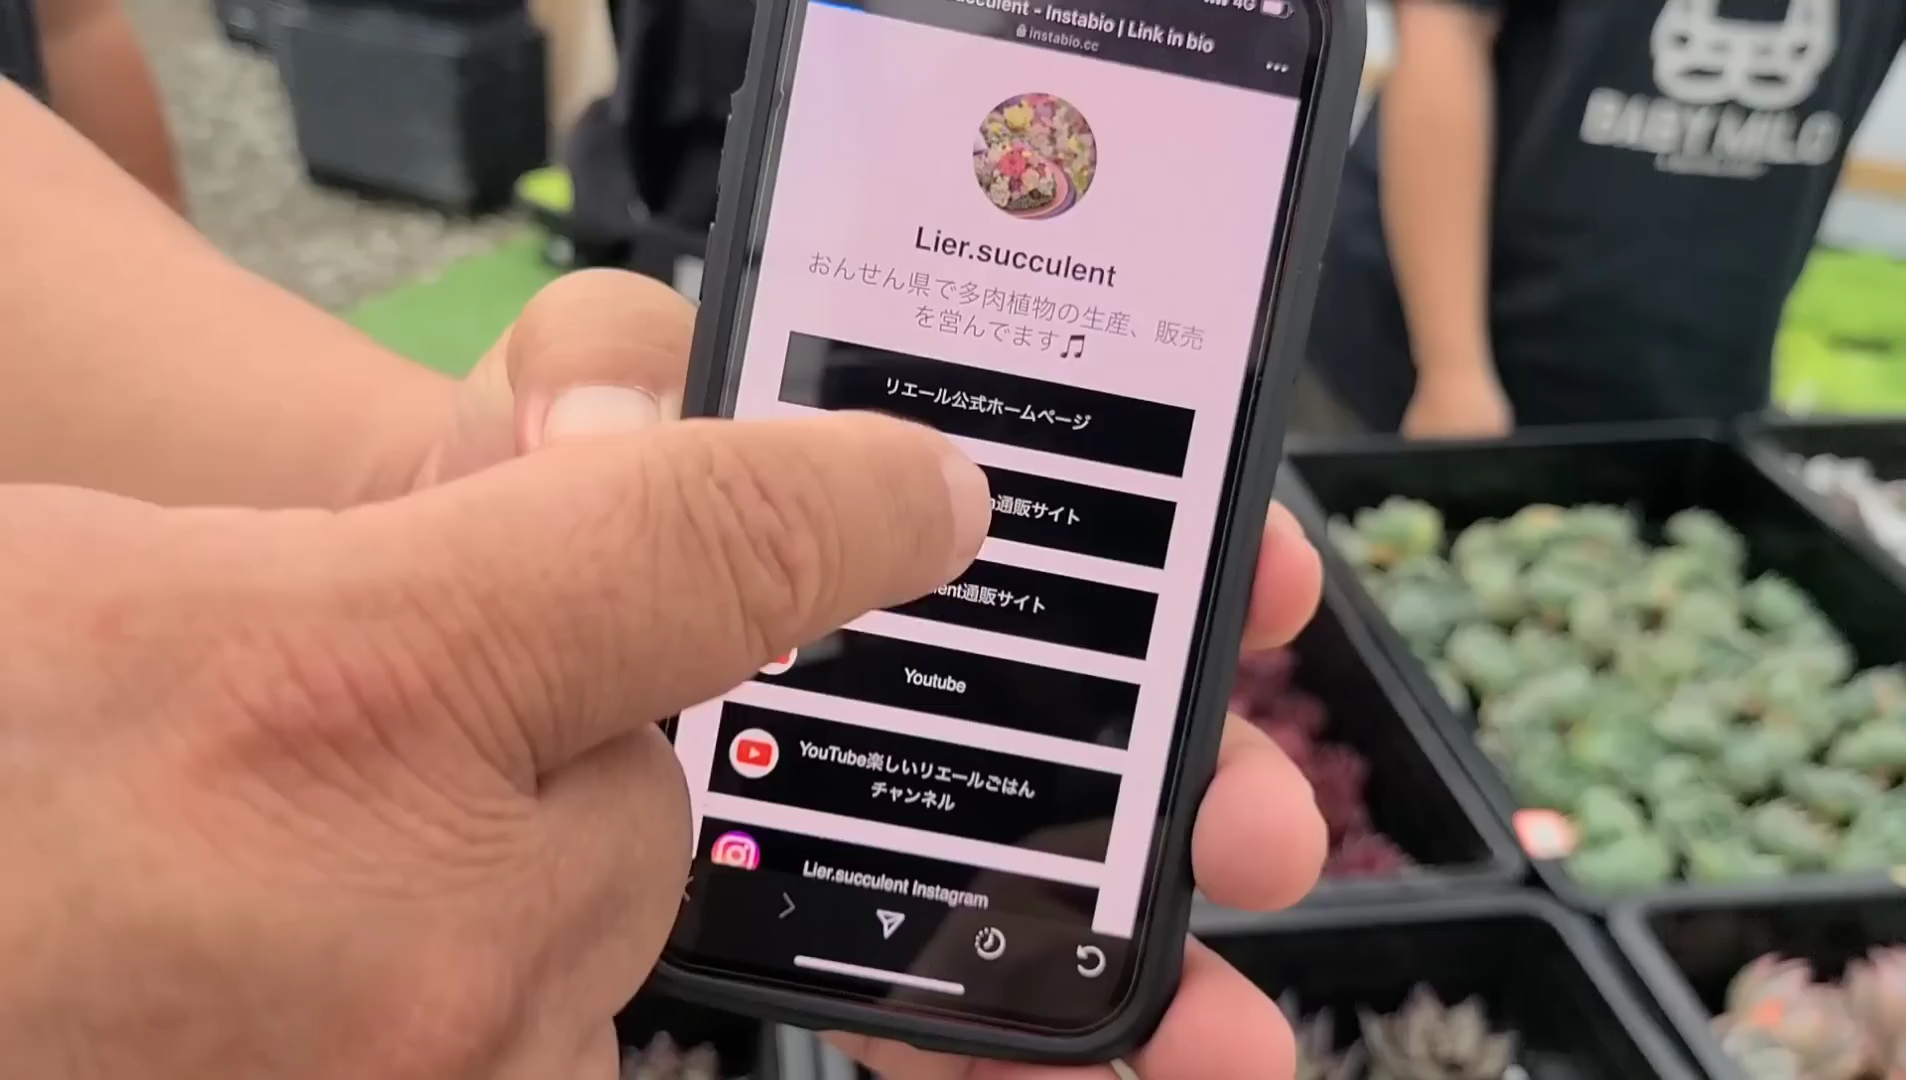 4G
- Instabio | Link in bio
instabio.cc
BABY MILO
Lier.succulent
おんせん県で多肉植物の生産、販売
を営んでます🎵
リエール公式ホームページ
通販サイト
通販サイト
Youtube
YouTube楽しいリエールごはん
チャンネル
Lier.succulent Instagram